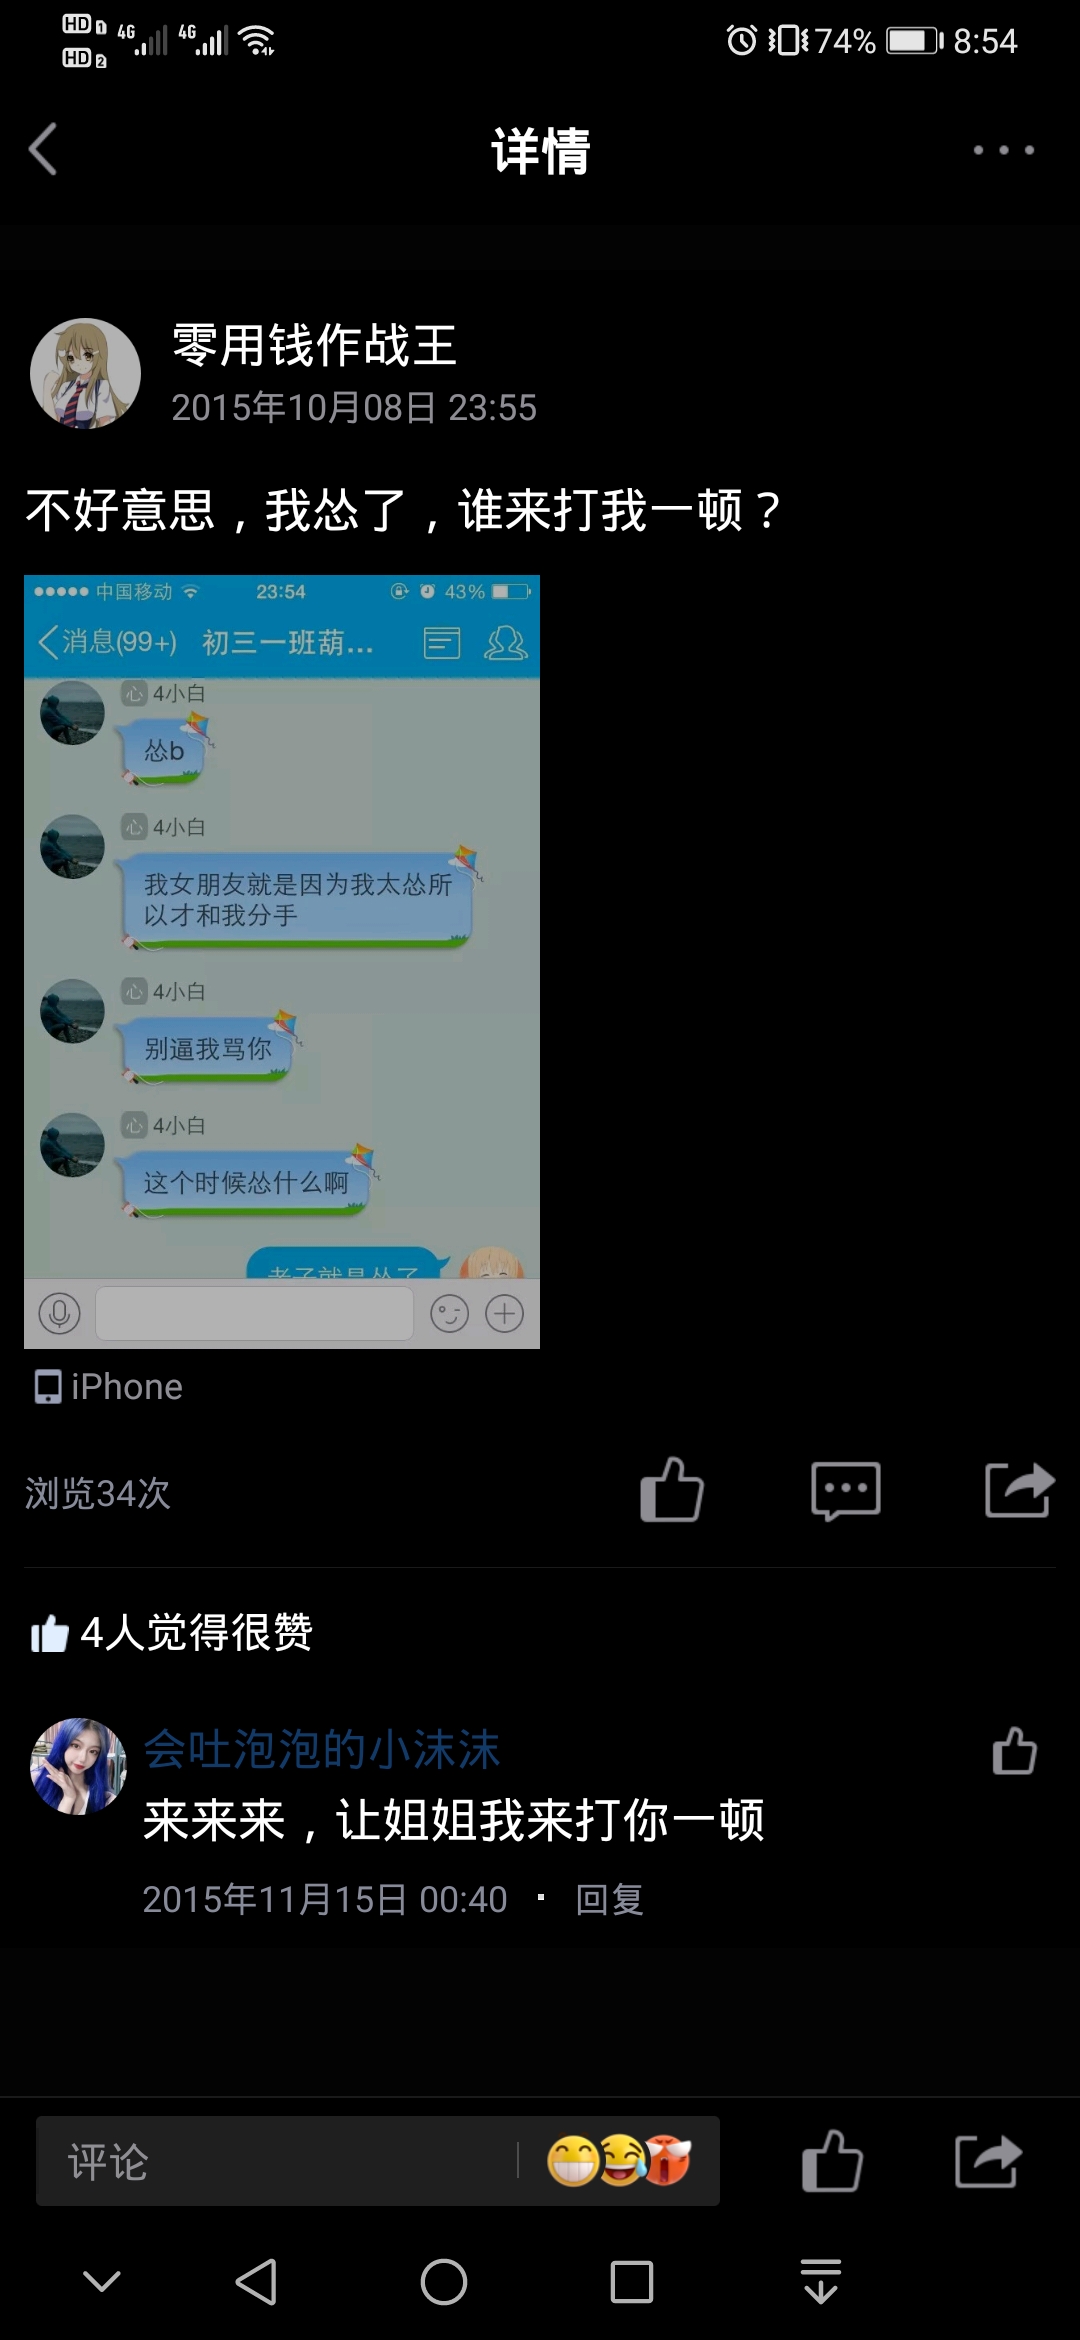 HD 1 4G 4G 74% 8:54
HD 2
详情
零用钱作战王
2015年10月08日 23:55
不好意思，我怂了，谁来打我一顿？
中国移动 23:54 43%
消息(99+) 初三一班葫...
心 4小白
怂b
心 4小白
我女朋友就是因为我太怂所
以才和我分手
心 4小白
别逼我骂你
心 4小白
这个时候怂什么啊
老子就是怂了
iPhone
浏览34次
4人觉得很赞
会吐泡泡的小沫沫
来来来，让姐姐我来打你一顿
2015年11月15日 00:40 · 回复
评论